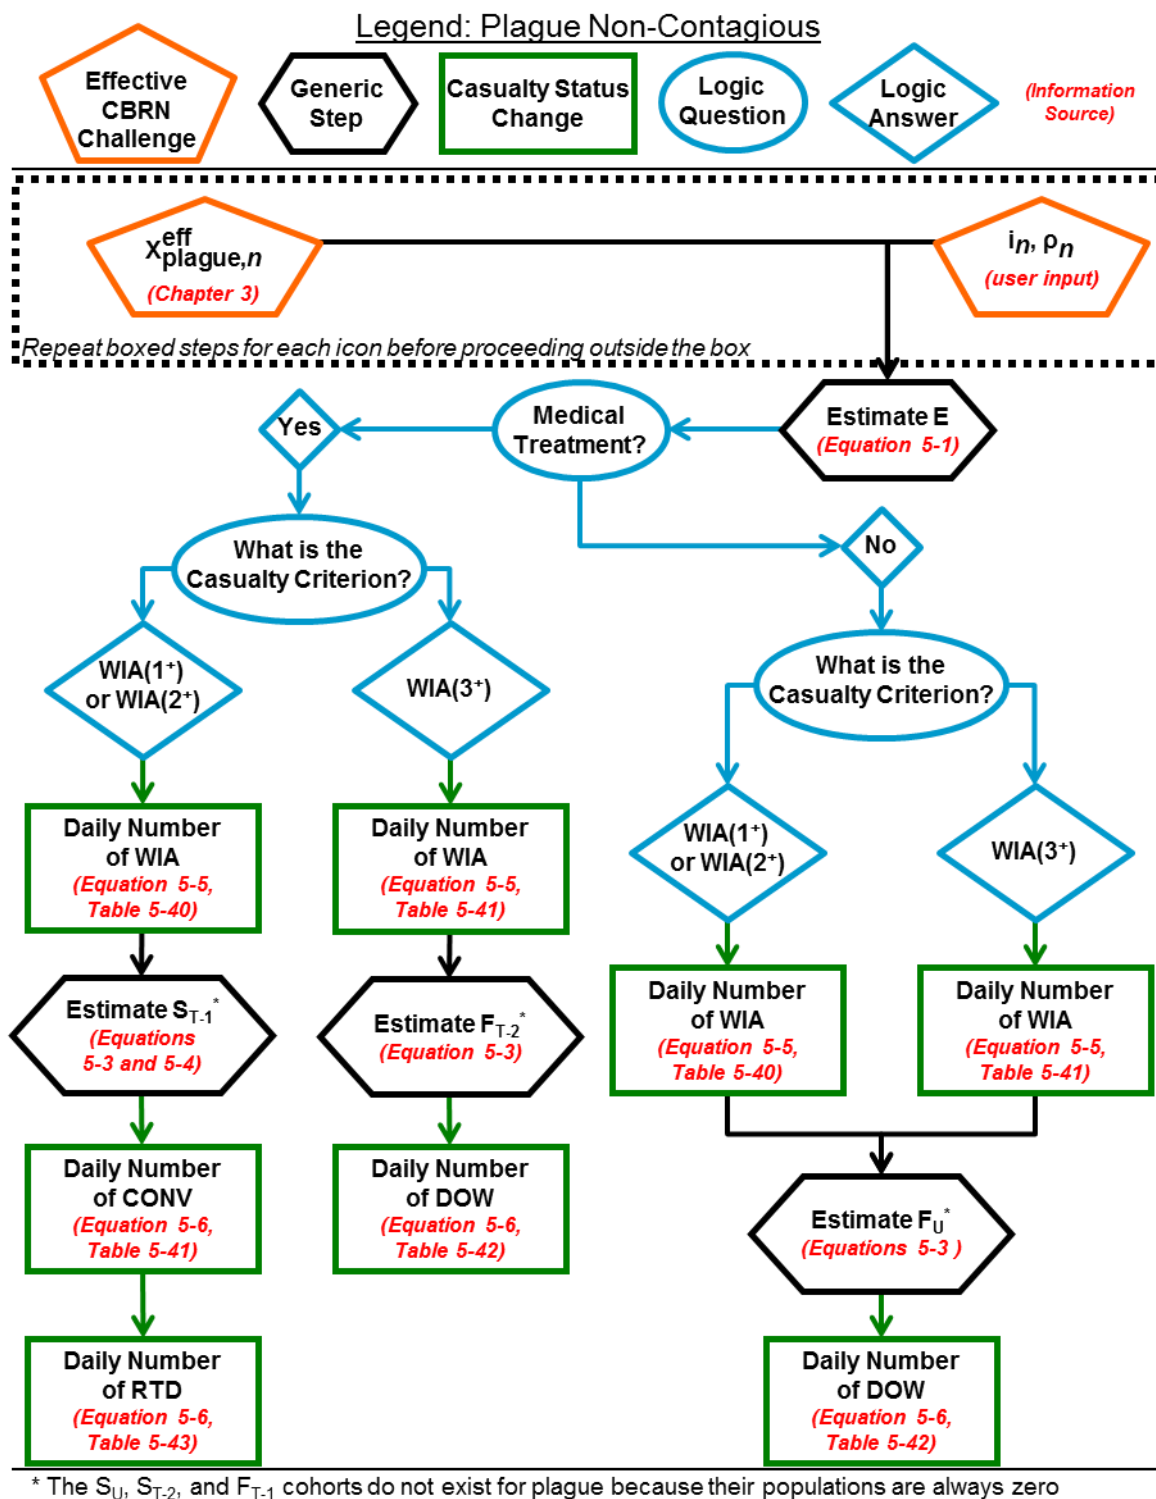 Legend: Plague Non-Contagious
Effective
CBRN
Challenge
Generic
Step
Casualty Status
Change
Logic
Question
Logic
Answer
(Information
Source)
X^eff_plague,n
(Chapter 3)
i_n, ρ_n
(user input)
Repeat boxed steps for each icon before proceeding outside the box
Estimate E
(Equation 5-1)
Medical
Treatment?
Yes
No
What is the
Casualty Criterion?
WIA(1⁺)
or WIA(2⁺)
WIA(3⁺)
What is the
Casualty Criterion?
WIA(1⁺)
or WIA(2⁺)
WIA(3⁺)
Daily Number
of WIA
(Equation 5-5,
Table 5-40)
Daily Number
of WIA
(Equation 5-5,
Table 5-41)
Daily Number
of WIA
(Equation 5-5,
Table 5-40)
Daily Number
of WIA
(Equation 5-5,
Table 5-41)
Estimate S_T-1*
(Equations
5-3 and 5-4)
Estimate F_T-2*
(Equation 5-3)
Daily Number
of CONV
(Equation 5-6,
Table 5-41)
Daily Number
of DOW
(Equation 5-6,
Table 5-42)
Estimate F_U*
(Equations 5-3 )
Daily Number
of RTD
(Equation 5-6,
Table 5-43)
Daily Number
of DOW
(Equation 5-6,
Table 5-42)
* The S_U, S_T-2, and F_T-1 cohorts do not exist for plague because their populations are always zero